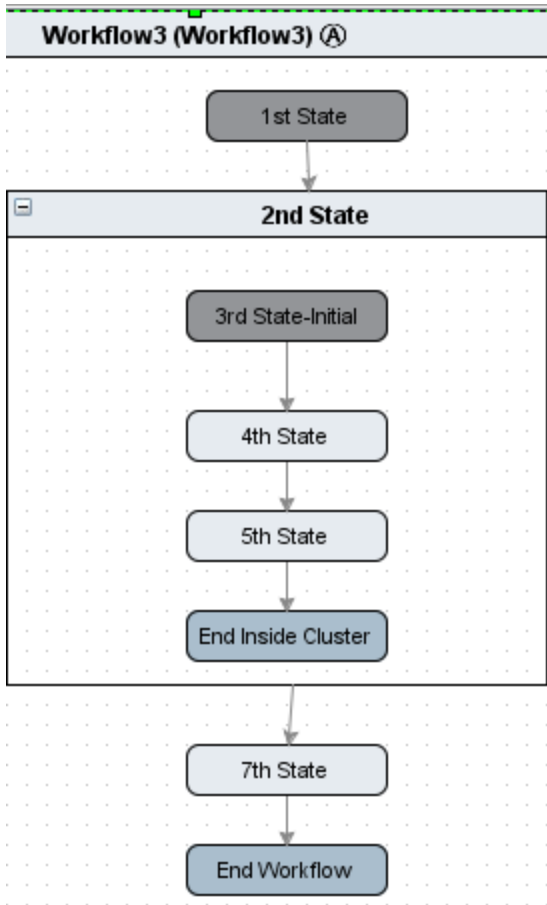 Workflow3 (Workflow3) Ⓐ
1st State
2nd State
3rd State-Initial
4th State
5th State
End Inside Cluster
7th State
End Workflow